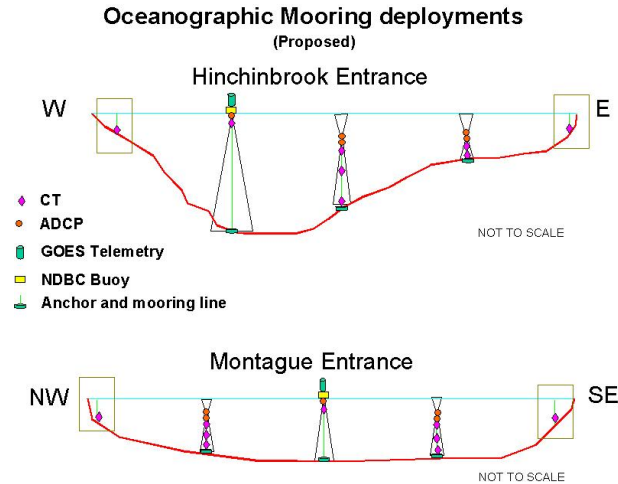 Oceanographic Mooring deployments
(Proposed)
Hinchinbrook Entrance
W
E
CT
ADCP
GOES Telemetry
NDBC Buoy
Anchor and mooring line
NOT TO SCALE
Montague Entrance
NW
SE
NOT TO SCALE